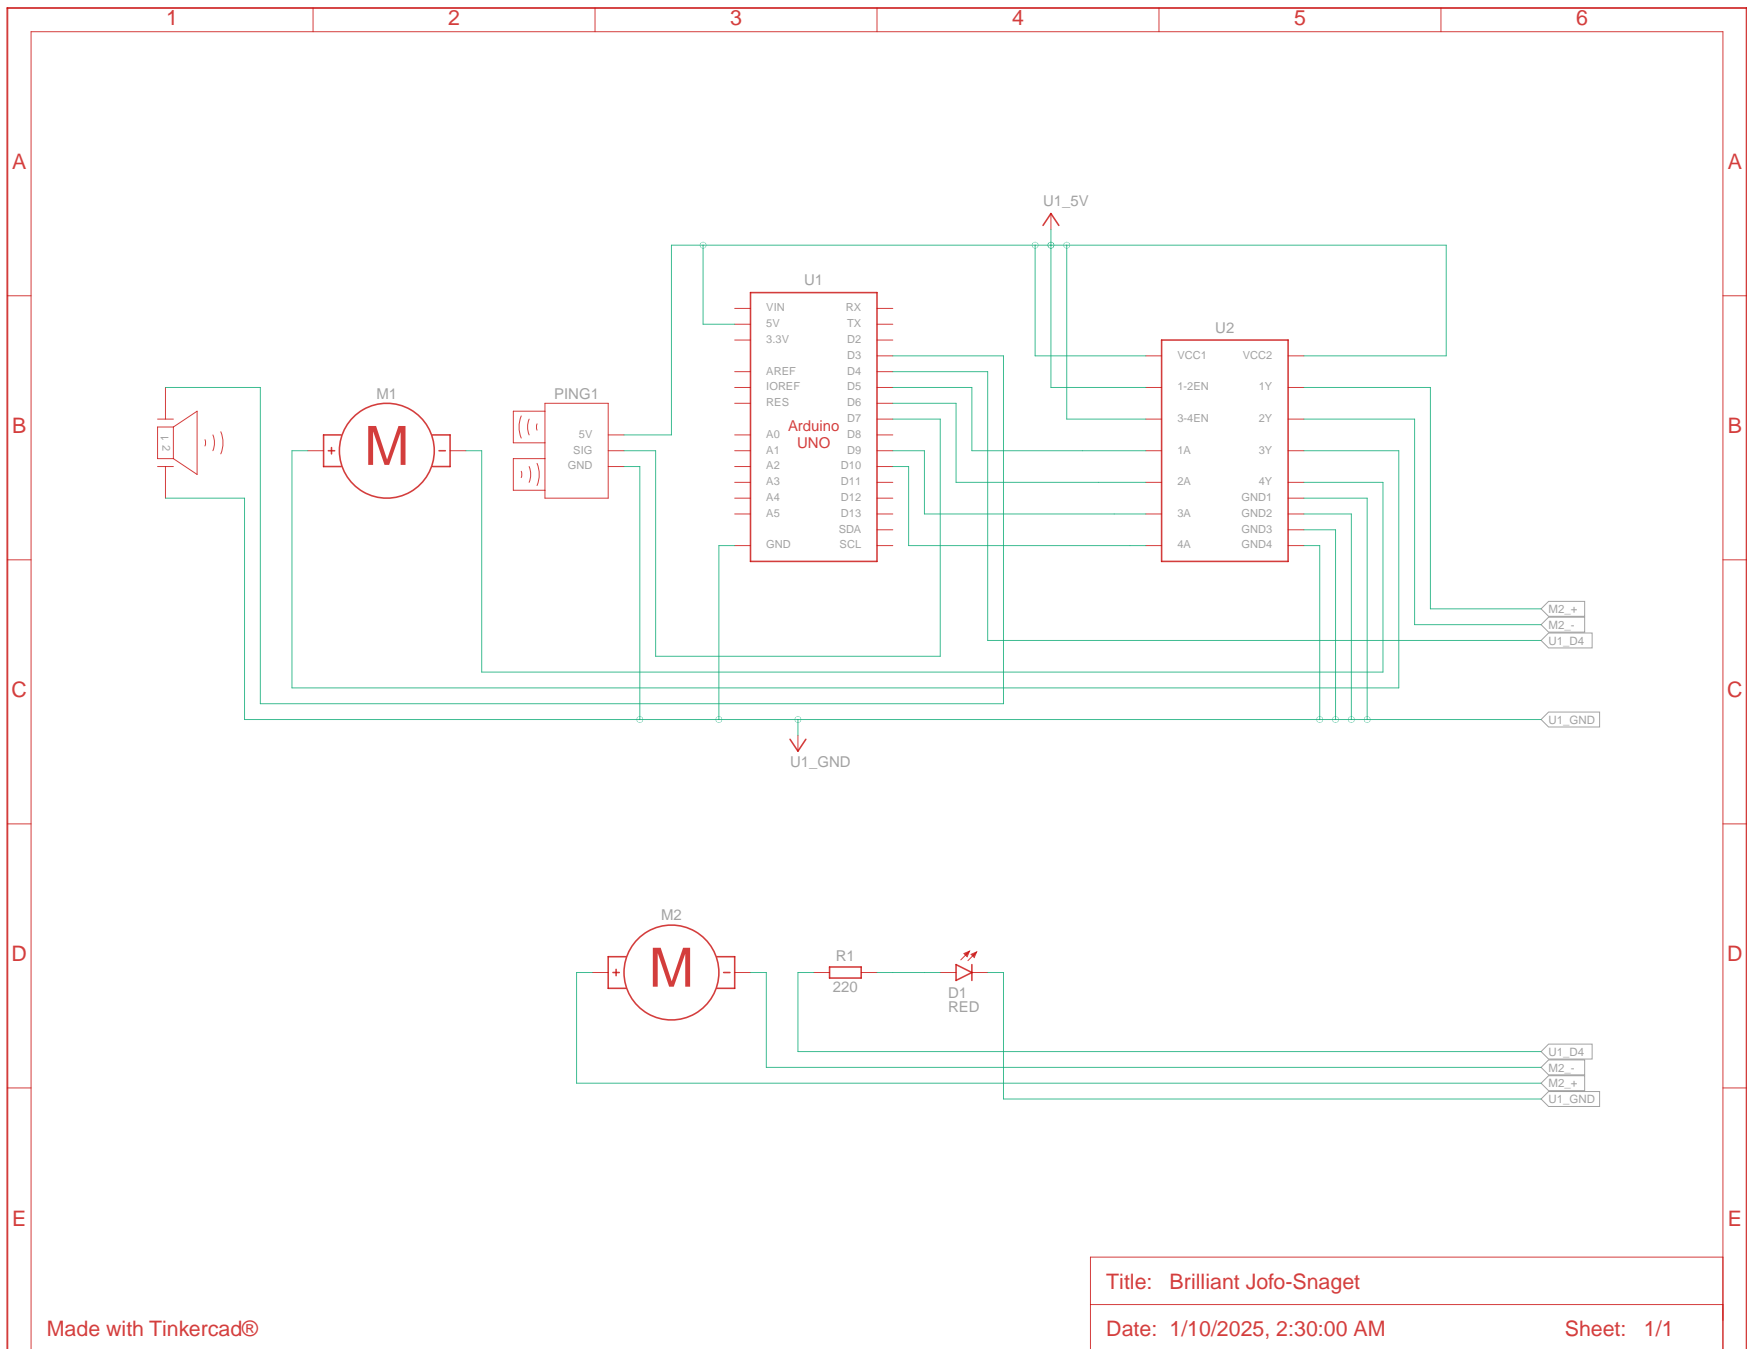 1 2 3 4 5 6
A A
U1_5V
U1
U2
VIN RX
5V TX
3.3V D2
D3
AREF D4
IOREF D5
RES D6
D7
Arduino
UNO
A0 D8
A1 D9
A2 D10
A3 D11
A4 D12
A5 D13
SDA
GND SCL
VCC1 VCC2
1-2EN 1Y
3-4EN 2Y
1A 3Y
2A 4Y
GND1
3A GND2
GND3
4A GND4
B B
1 2
M1
+ M -
PING1
5V
SIG
GND
M2_+
M2_-
U1_D4
C C
U1_GND
U1_GND
D D
M2
+ M -
R1
220
D1
RED
U1_D4
M2_-
M2_+
U1_GND
E E
Title: Brilliant Jofo-Snaget
Made with Tinkercad®
Date: 1/10/2025, 2:30:00 AM Sheet: 1/1